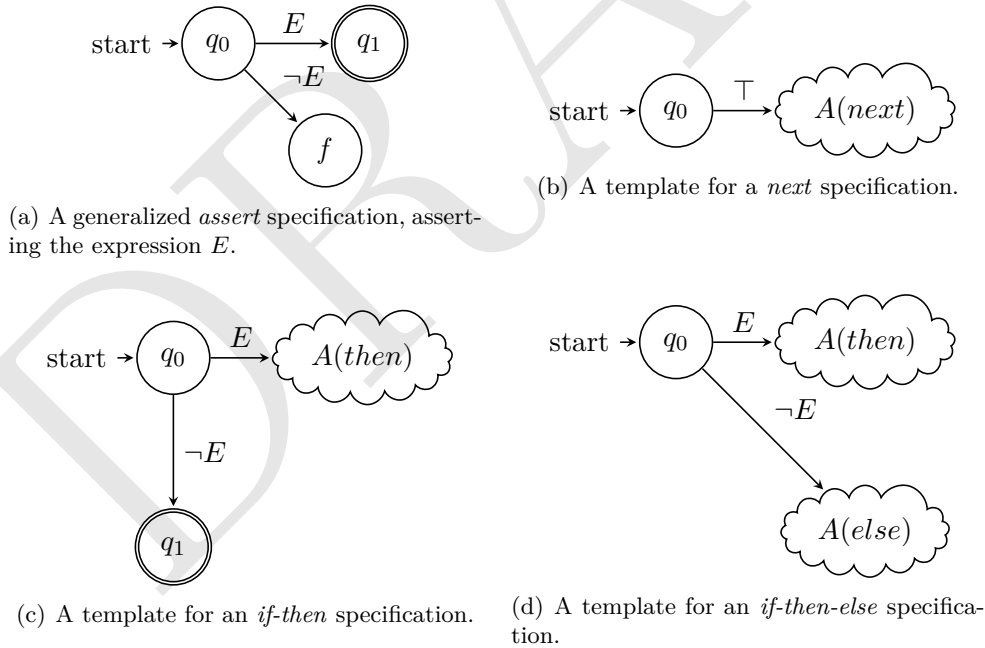 start
q₀
E
q₁
¬E
f
(a) A generalized assert specification, assert-
ing the expression E.
start
q₀
⊤
A(next)
(b) A template for a next specification.
start
q₀
E
A(then)
¬E
q₁
(c) A template for an if-then specification.
start
q₀
E
A(then)
¬E
A(else)
(d) A template for an if-then-else specifica-
tion.
DRA